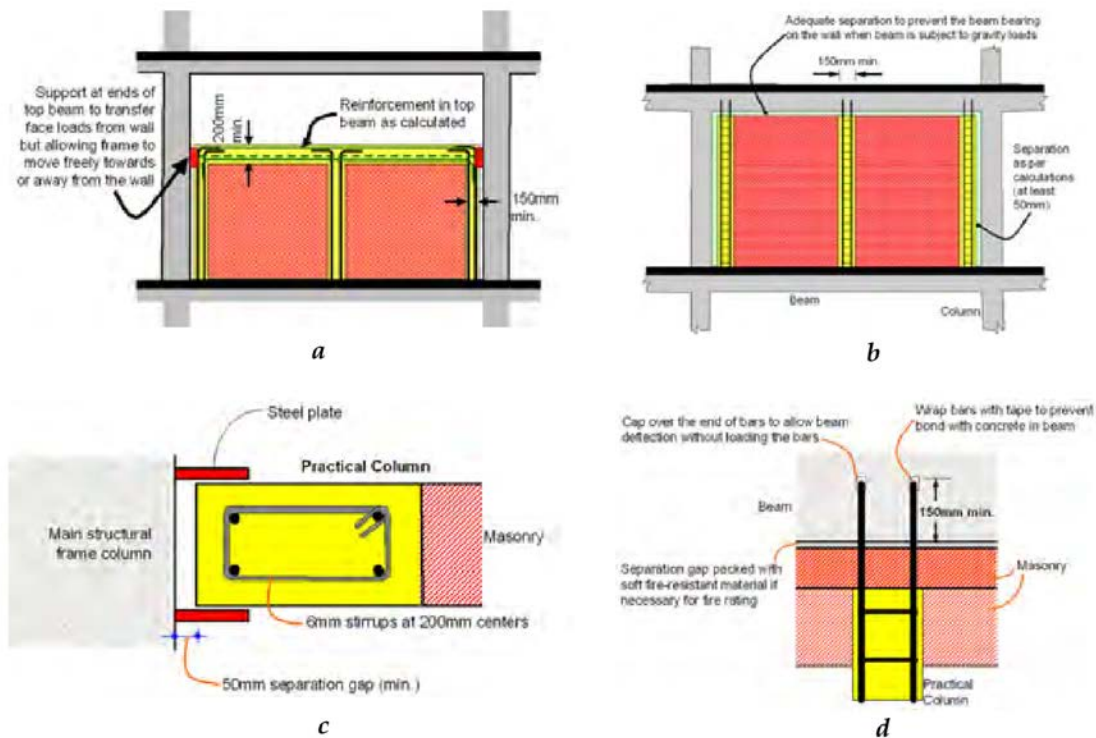 Support at ends of
top beam to transfer
face loads from wall
but allowing frame to
move freely towards
or away from the wall
200mm
min.
Reinforcement in top
beam as calculated
150mm
min.
a
Adequate separation to prevent the beam bearing
on the wall when beam is subject to gravity loads
150mm min.
Separation
as per
calculations
(at least
50mm)
Beam
Column
b
Steel plate
Practical Column
Main structural
frame column
Masonry
6mm stirrups at 200mm centers
50mm separation gap (min.)
c
Cap over the end of bars to allow beam
deflection without loading the bars
Wrap bars with tape to prevent
bond with concrete in beam
Beam
150mm min.
Separation gap packed with
soft fire-resistant material if
necessary for fire rating
Masonry
Practical
Column
d